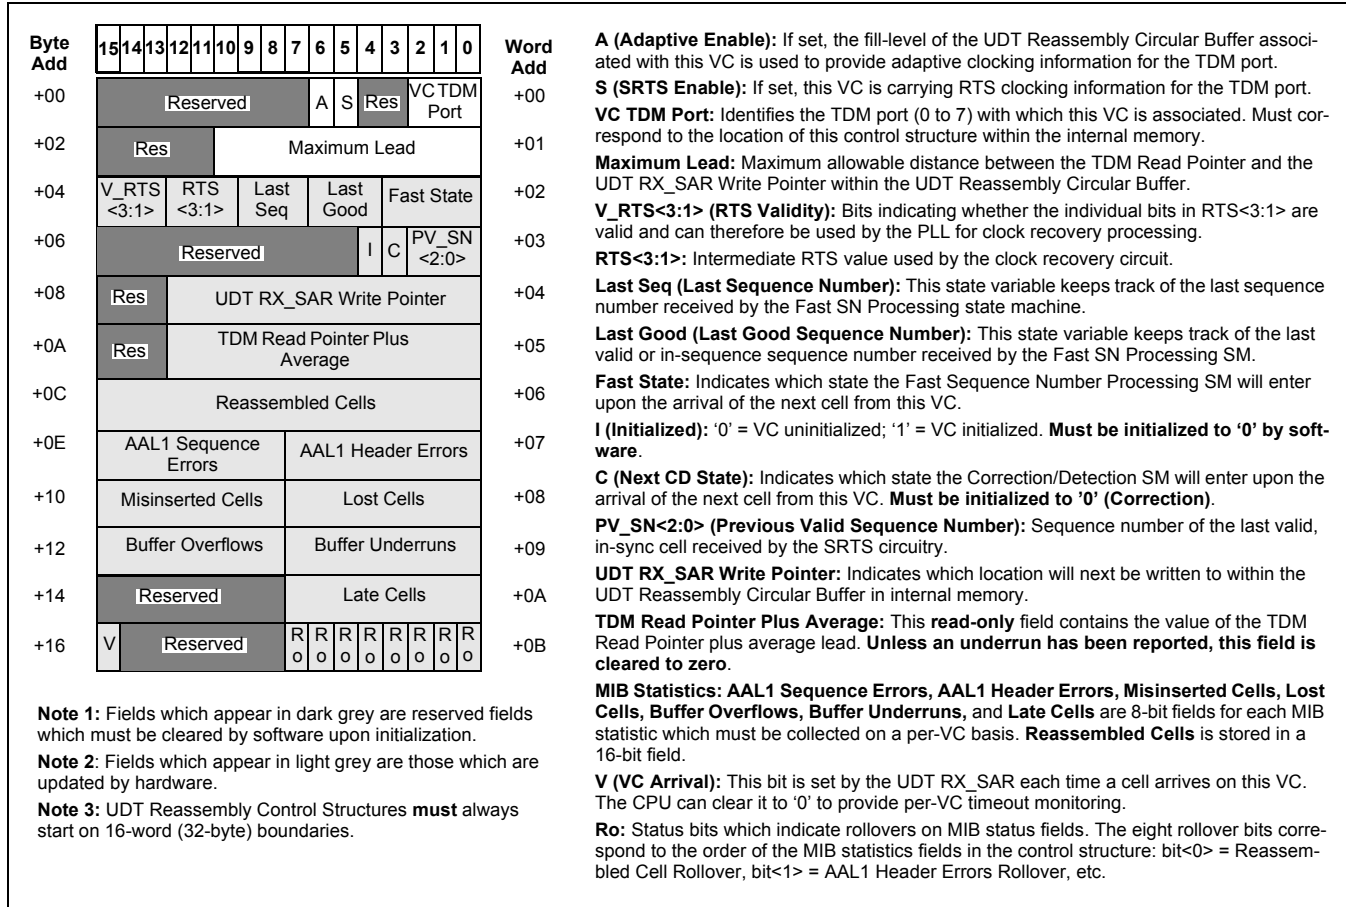 Byte Add
15 14 13 12 11 10 9 8 7 6 5 4 3 2 1 0
Word Add
+00 Reserved A S Res VC TDM Port +00
+02 Res Maximum Lead +01
+04 V_RTS <3:1> RTS <3:1> Last Seq Last Good Fast State +02
+06 Reserved I C PV_SN <2:0> +03
+08 Res UDT RX_SAR Write Pointer +04
+0A Res TDM Read Pointer Plus Average +05
+0C Reassembled Cells +06
+0E AAL1 Sequence Errors AAL1 Header Errors +07
+10 Misinserted Cells Lost Cells +08
+12 Buffer Overflows Buffer Underruns +09
+14 Reserved Late Cells +0A
+16 V Reserved Ro Ro Ro Ro Ro Ro Ro Ro +0B
Note 1: Fields which appear in dark grey are reserved fields
which must be cleared by software upon initialization.
Note 2: Fields which appear in light grey are those which are
updated by hardware.
Note 3: UDT Reassembly Control Structures must always
start on 16-word (32-byte) boundaries.
A (Adaptive Enable): If set, the fill-level of the UDT Reassembly Circular Buffer associ-
ated with this VC is used to provide adaptive clocking information for the TDM port.
S (SRTS Enable): If set, this VC is carrying RTS clocking information for the TDM port.
VC TDM Port: Identifies the TDM port (0 to 7) with which this VC is associated. Must cor-
respond to the location of this control structure within the internal memory.
Maximum Lead: Maximum allowable distance between the TDM Read Pointer and the
UDT RX_SAR Write Pointer within the UDT Reassembly Circular Buffer.
V_RTS<3:1> (RTS Validity): Bits indicating whether the individual bits in RTS<3:1> are
valid and can therefore be used by the PLL for clock recovery processing.
RTS<3:1>: Intermediate RTS value used by the clock recovery circuit.
Last Seq (Last Sequence Number): This state variable keeps track of the last sequence
number received by the Fast SN Processing state machine.
Last Good (Last Good Sequence Number): This state variable keeps track of the last
valid or in-sequence sequence number received by the Fast SN Processing SM.
Fast State: Indicates which state the Fast Sequence Number Processing SM will enter
upon the arrival of the next cell from this VC.
I (Initialized): ‘0’ = VC uninitialized; ‘1’ = VC initialized. Must be initialized to ‘0’ by soft-
ware.
C (Next CD State): Indicates which state the Correction/Detection SM will enter upon the
arrival of the next cell from this VC. Must be initialized to ’0’ (Correction).
PV_SN<2:0> (Previous Valid Sequence Number): Sequence number of the last valid,
in-sync cell received by the SRTS circuitry.
UDT RX_SAR Write Pointer: Indicates which location will next be written to within the
UDT Reassembly Circular Buffer in internal memory.
TDM Read Pointer Plus Average: This read-only field contains the value of the TDM
Read Pointer plus average lead. Unless an underrun has been reported, this field is
cleared to zero.
MIB Statistics: AAL1 Sequence Errors, AAL1 Header Errors, Misinserted Cells, Lost
Cells, Buffer Overflows, Buffer Underruns, and Late Cells are 8-bit fields for each MIB
statistic which must be collected on a per-VC basis. Reassembled Cells is stored in a
16-bit field.
V (VC Arrival): This bit is set by the UDT RX_SAR each time a cell arrives on this VC.
The CPU can clear it to ‘0’ to provide per-VC timeout monitoring.
Ro: Status bits which indicate rollovers on MIB status fields. The eight rollover bits corre-
spond to the order of the MIB statistics fields in the control structure: bit<0> = Reassem-
bled Cell Rollover, bit<1> = AAL1 Header Errors Rollover, etc.